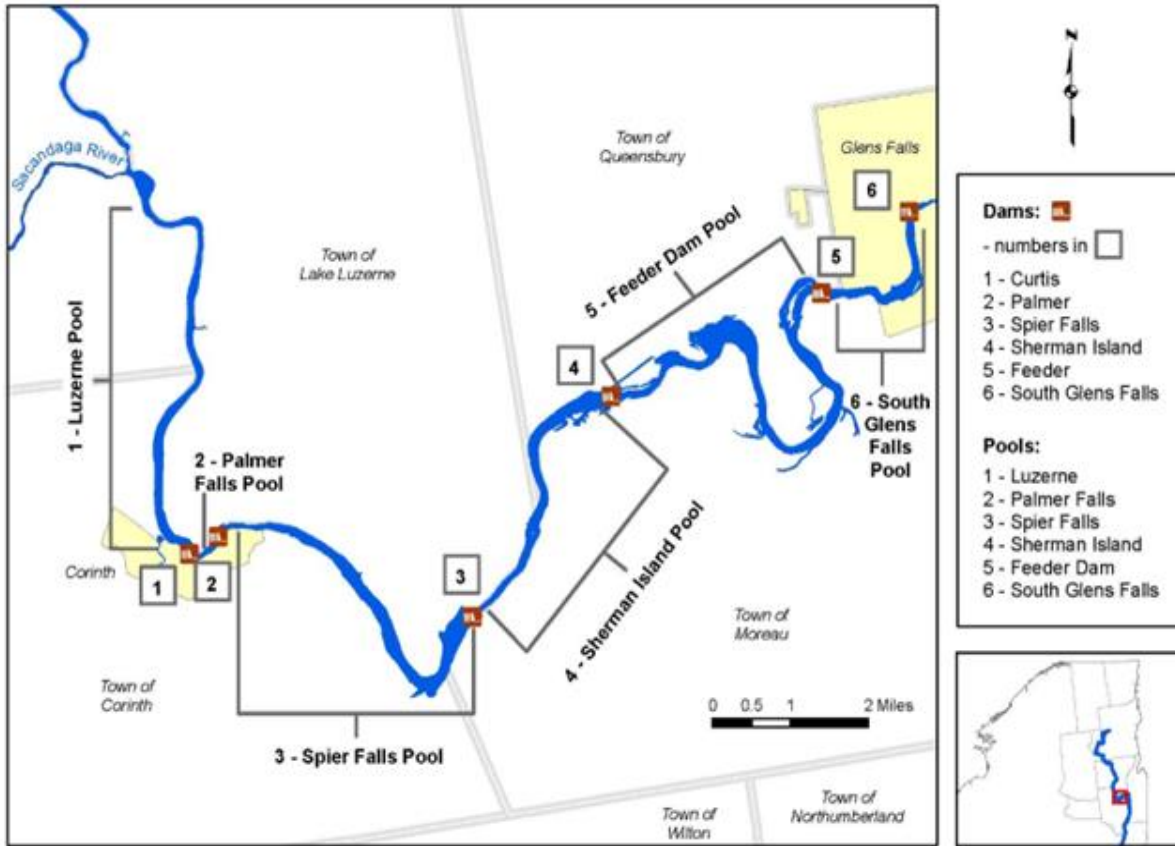 Sacandaga River
Town of
Queensbury
Glens Falls
6
Town of
Lake Luzerne
5 - Feeder Dam Pool
5
1 - Luzerne Pool
4
6 - South
Glens
Falls
Pool
2 - Palmer
Falls Pool
Corinth
1
2
3
4 - Sherman Island Pool
Town of
Moreau
Town of
Corinth
0 0.5 1 2 Miles
3 - Spier Falls Pool
Town of
Wilton
Town of
Northumberland
N
Dams:
- numbers in
1 - Curtis
2 - Palmer
3 - Spier Falls
4 - Sherman Island
5 - Feeder
6 - South Glens Falls
Pools:
1 - Luzerne
2 - Palmer Falls
3 - Spier Falls
4 - Sherman Island
5 - Feeder Dam
6 - South Glens Falls